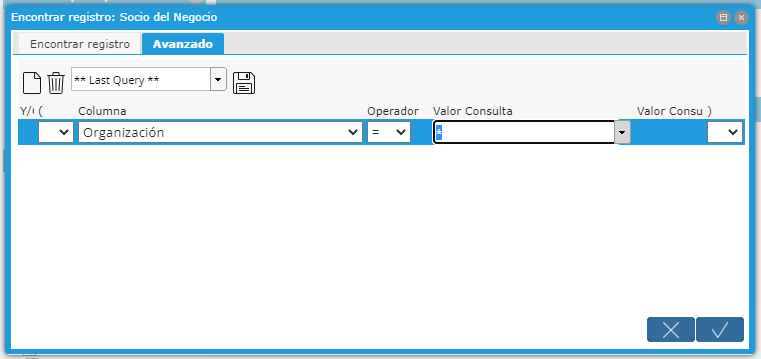 Encontrar registro: Socio del Negocio
Encontrar registro Avanzado
** Last Query **
Y/( ( Columna Operador Valor Consulta Valor Consu )
Organización = *